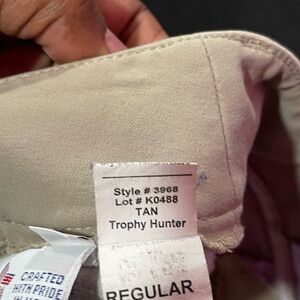 Style # 3968
Lot # K0488
TAN
Trophy Hunter
REGULAR
CRAFTED
WITH PRIDE